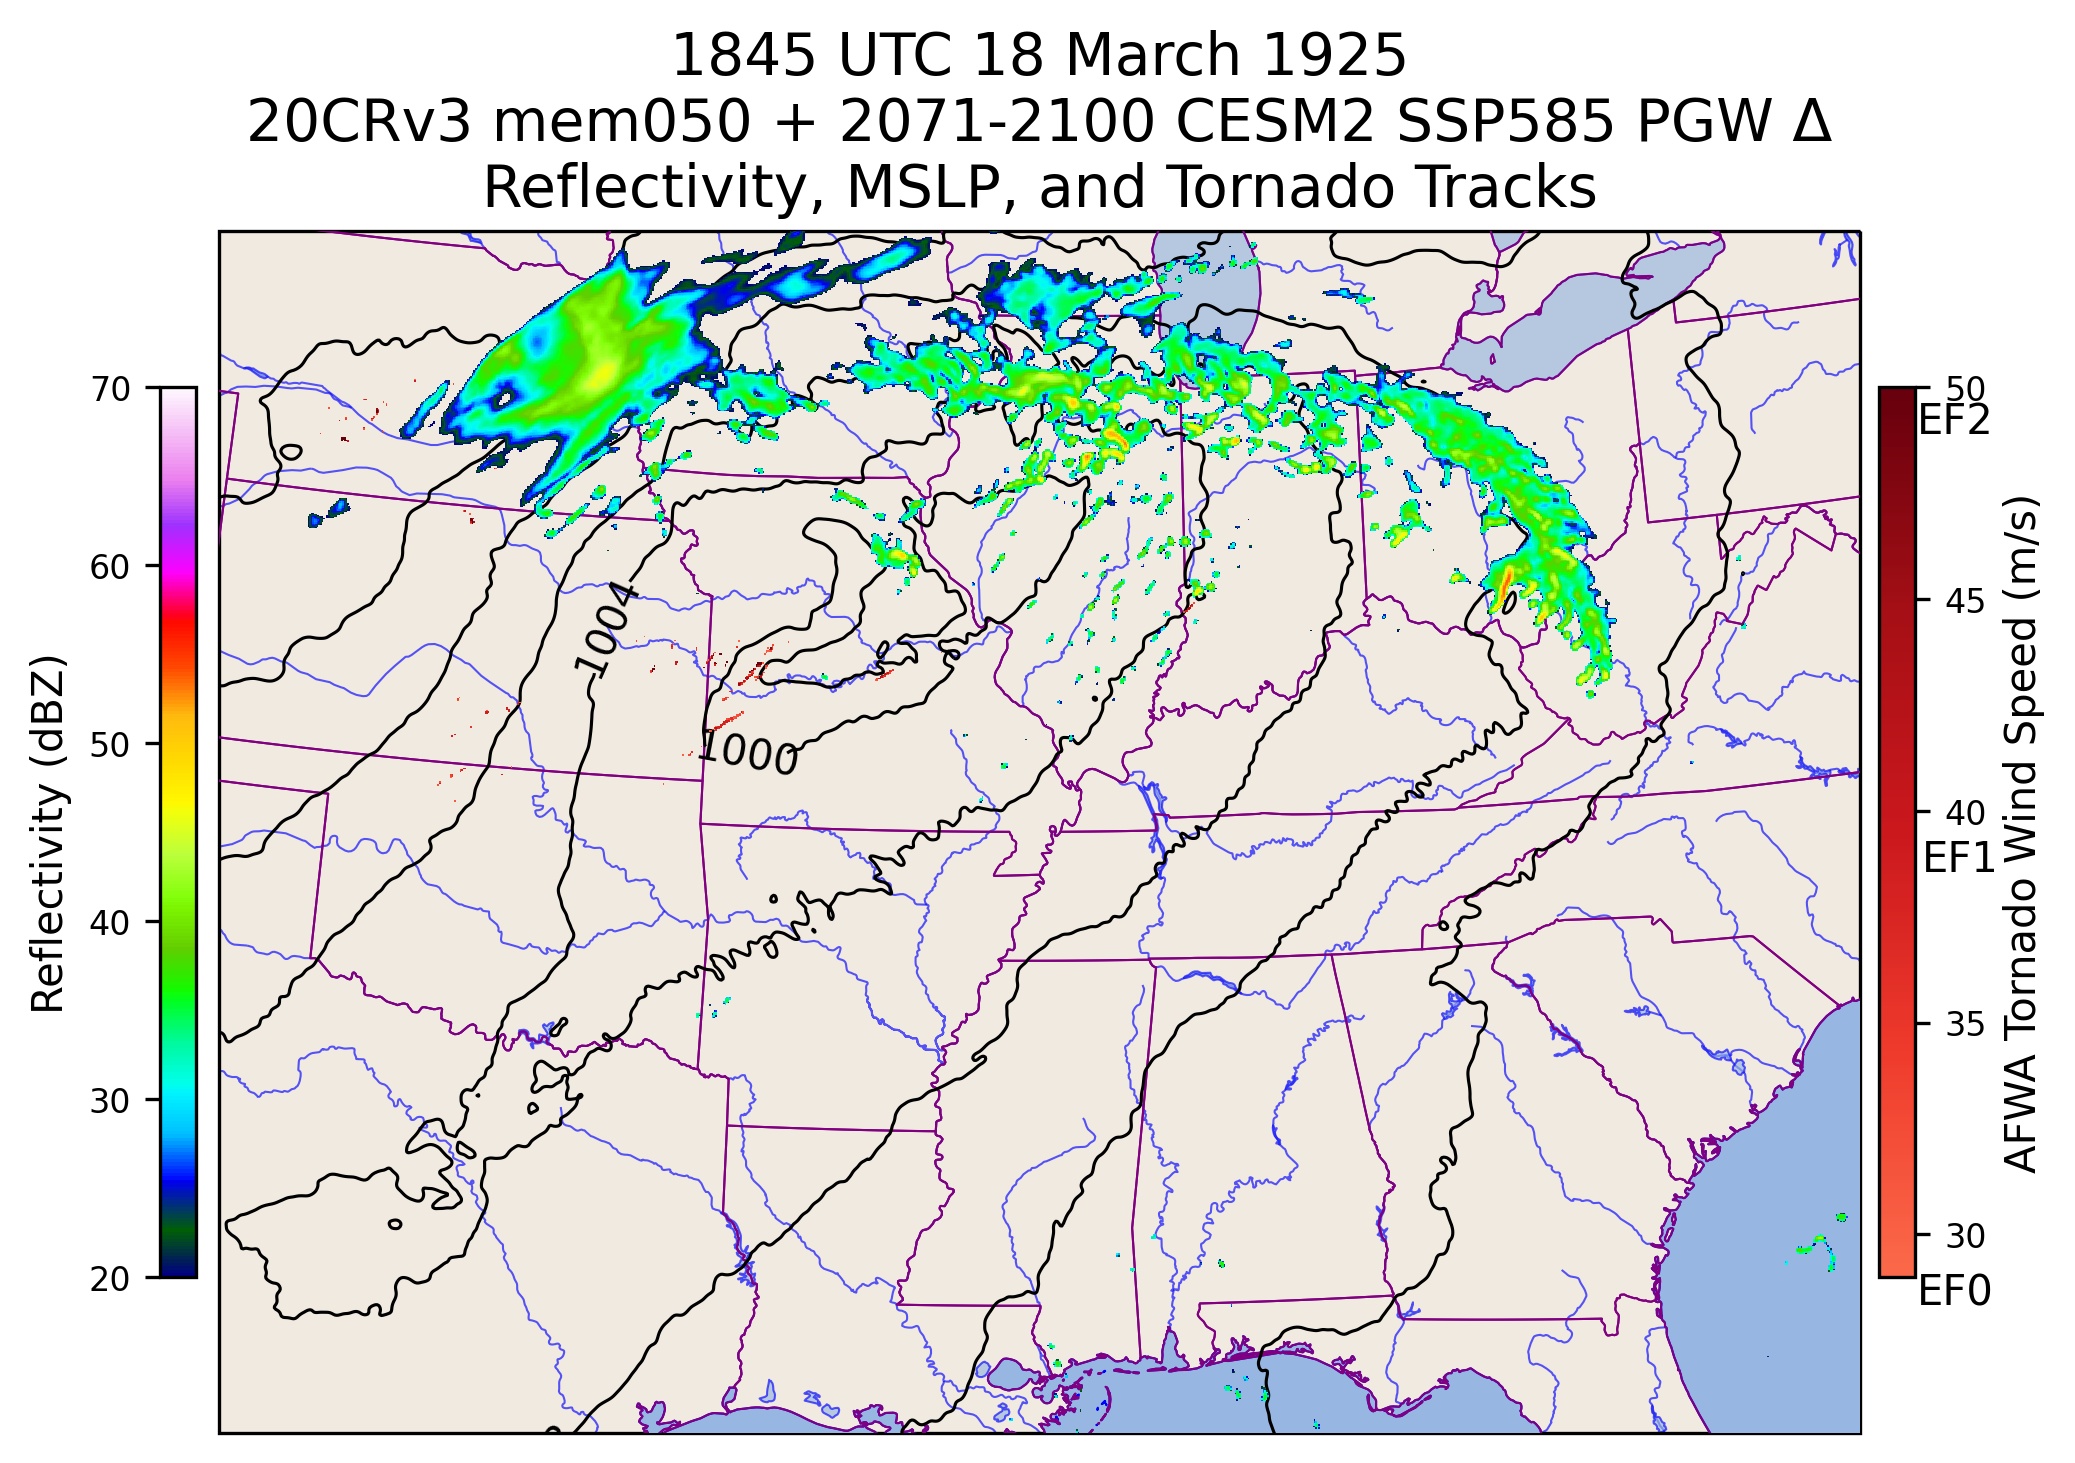 1845 UTC 18 March 1925
20CRv3 mem050 + 2071-2100 CESM2 SSP585 PGW Δ
Reflectivity, MSLP, and Tornado Tracks
Reflectivity (dBZ)
70
60
50
40
30
20
1004
1000
50
EF2
45
40
EF1
35
30
EF0
AFWA Tornado Wind Speed (m/s)